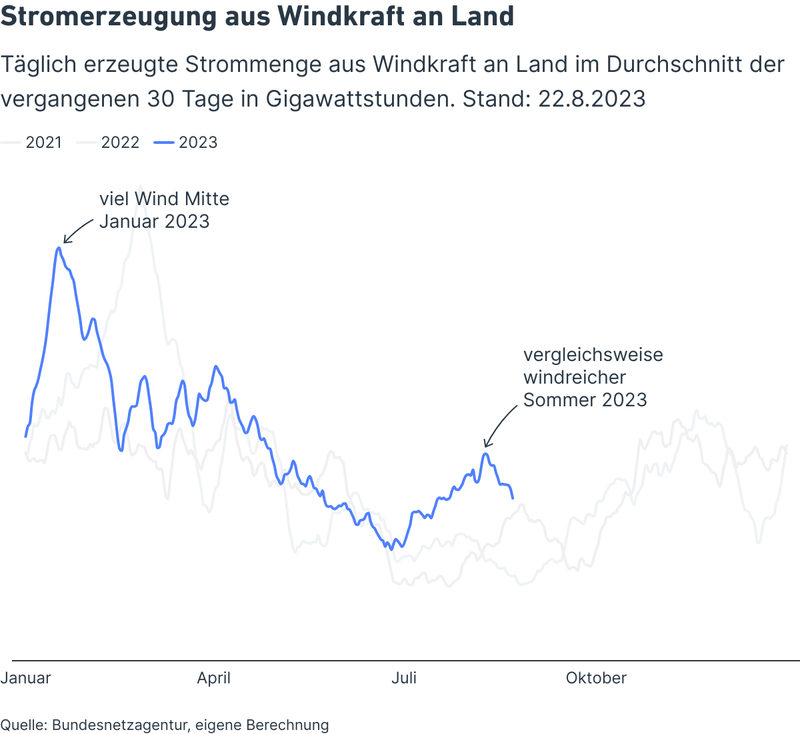 Stromerzeugung aus Windkraft an Land
Täglich erzeugte Strommenge aus Windkraft an Land im Durchschnitt der
vergangenen 30 Tage in Gigawattstunden. Stand: 22.8.2023
2021 2022 2023
viel Wind Mitte
Januar 2023
vergleichsweise
windreicher
Sommer 2023
Januar April Juli Oktober
Quelle: Bundesnetzagentur, eigene Berechnung